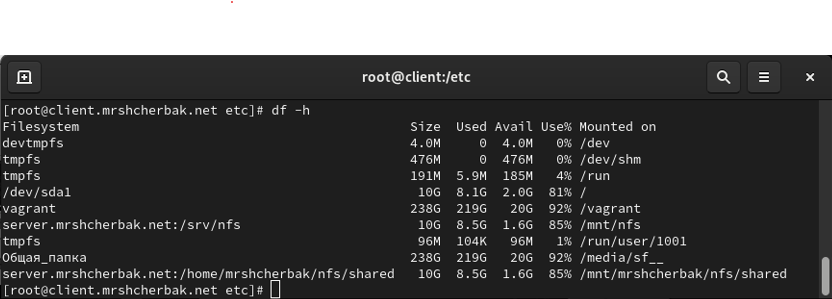 root@client:/etc
[root@client.mrshcherbak.net etc]# df -h
Filesystem Size Used Avail Use% Mounted on
devtmpfs 4.0M 0 4.0M 0% /dev
tmpfs 476M 0 476M 0% /dev/shm
tmpfs 191M 5.9M 185M 4% /run
/dev/sda1 10G 8.1G 2.0G 81% /
vagrant 238G 219G 20G 92% /vagrant
server.mrshcherbak.net:/srv/nfs 10G 8.5G 1.6G 85% /mnt/nfs
tmpfs 96M 104K 96M 1% /run/user/1001
Общая_папка 238G 219G 20G 92% /media/sf__
server.mrshcherbak.net:/home/mrshcherbak/nfs/shared 10G 8.5G 1.6G 85% /mnt/mrshcherbak/nfs/shared
[root@client.mrshcherbak.net etc]#